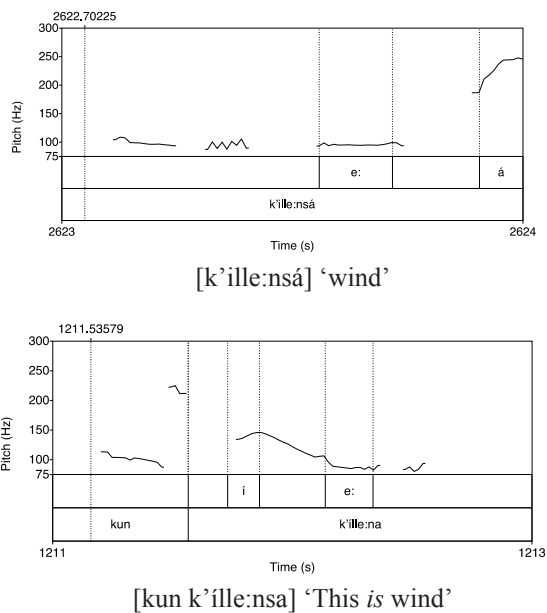 2622.70225
300
250
200
150
100
75
Pitch (Hz)
e: á
k'ille:nsá
2623 2624
Time (s)
[k'ille:nsá] ‘wind’
1211.53579
300
250
200
150
100
75
Pitch (Hz)
í e:
kun k'ílle:na
1211 1213
Time (s)
[kun k'ílle:nsa] ‘This is wind’